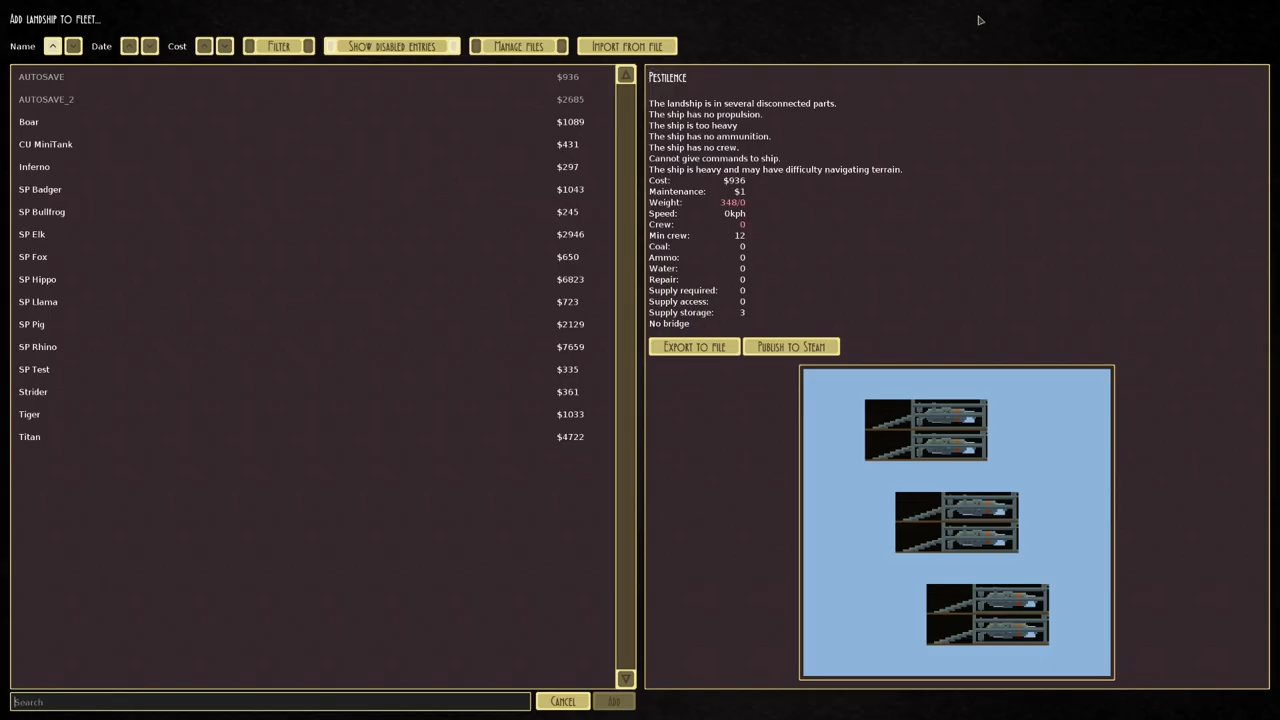 Add landship to fleet...
Name Date Cost Filter Show disabled entries Manage files Import from file
AUTOSAVE $936
AUTOSAVE_2 $2685
Boar $1089
CU MiniTank $431
Inferno $297
SP Badger $1043
SP Bullfrog $245
SP Elk $2946
SP Fox $650
SP Hippo $6823
SP Llama $723
SP Pig $2129
SP Rhino $7659
SP Test $335
Strider $361
Tiger $1033
Titan $4722
Search Cancel Add
Pestilence
The landship is in several disconnected parts.
The ship has no propulsion.
The ship is too heavy
The ship has no ammunition.
The ship has no crew.
Cannot give commands to ship.
The ship is heavy and may have difficulty navigating terrain.
Cost: $936
Maintenance: $1
Weight: 348/0
Speed: 0kph
Crew: 0
Min crew: 12
Coal: 0
Ammo: 0
Water: 0
Repair: 0
Supply required: 0
Supply access: 0
Supply storage: 3
No bridge
Export to file Publish to Steam